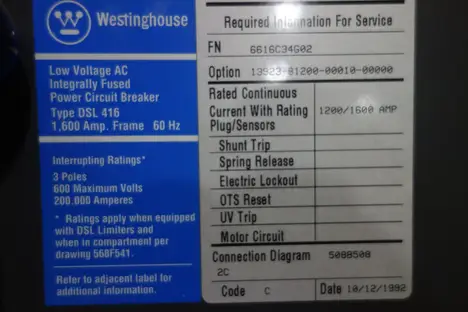 Westinghouse
Low Voltage AC
Integrally Fused
Power Circuit Breaker
Type DSL 416
1,600 Amp. Frame 60 Hz
Interrupting Ratings*
3 Poles
600 Maximum Volts
200,000 Amperes
* Ratings apply when equipped
with DSL Limiters and
when in compartment per
drawing 568F541.
Refer to adjacent label for
additional information.
Required Information For Service
FN 6616C34G02
Option 13923-81200-00010-00000
Rated Continuous
Current With Rating 1200/1600 AMP
Plug/Sensors
Shunt Trip
Spring Release
Electric Lockout
OTS Reset
UV Trip
Motor Circuit
Connection Diagram 508B508
2C
Code C Date 10/12/1992